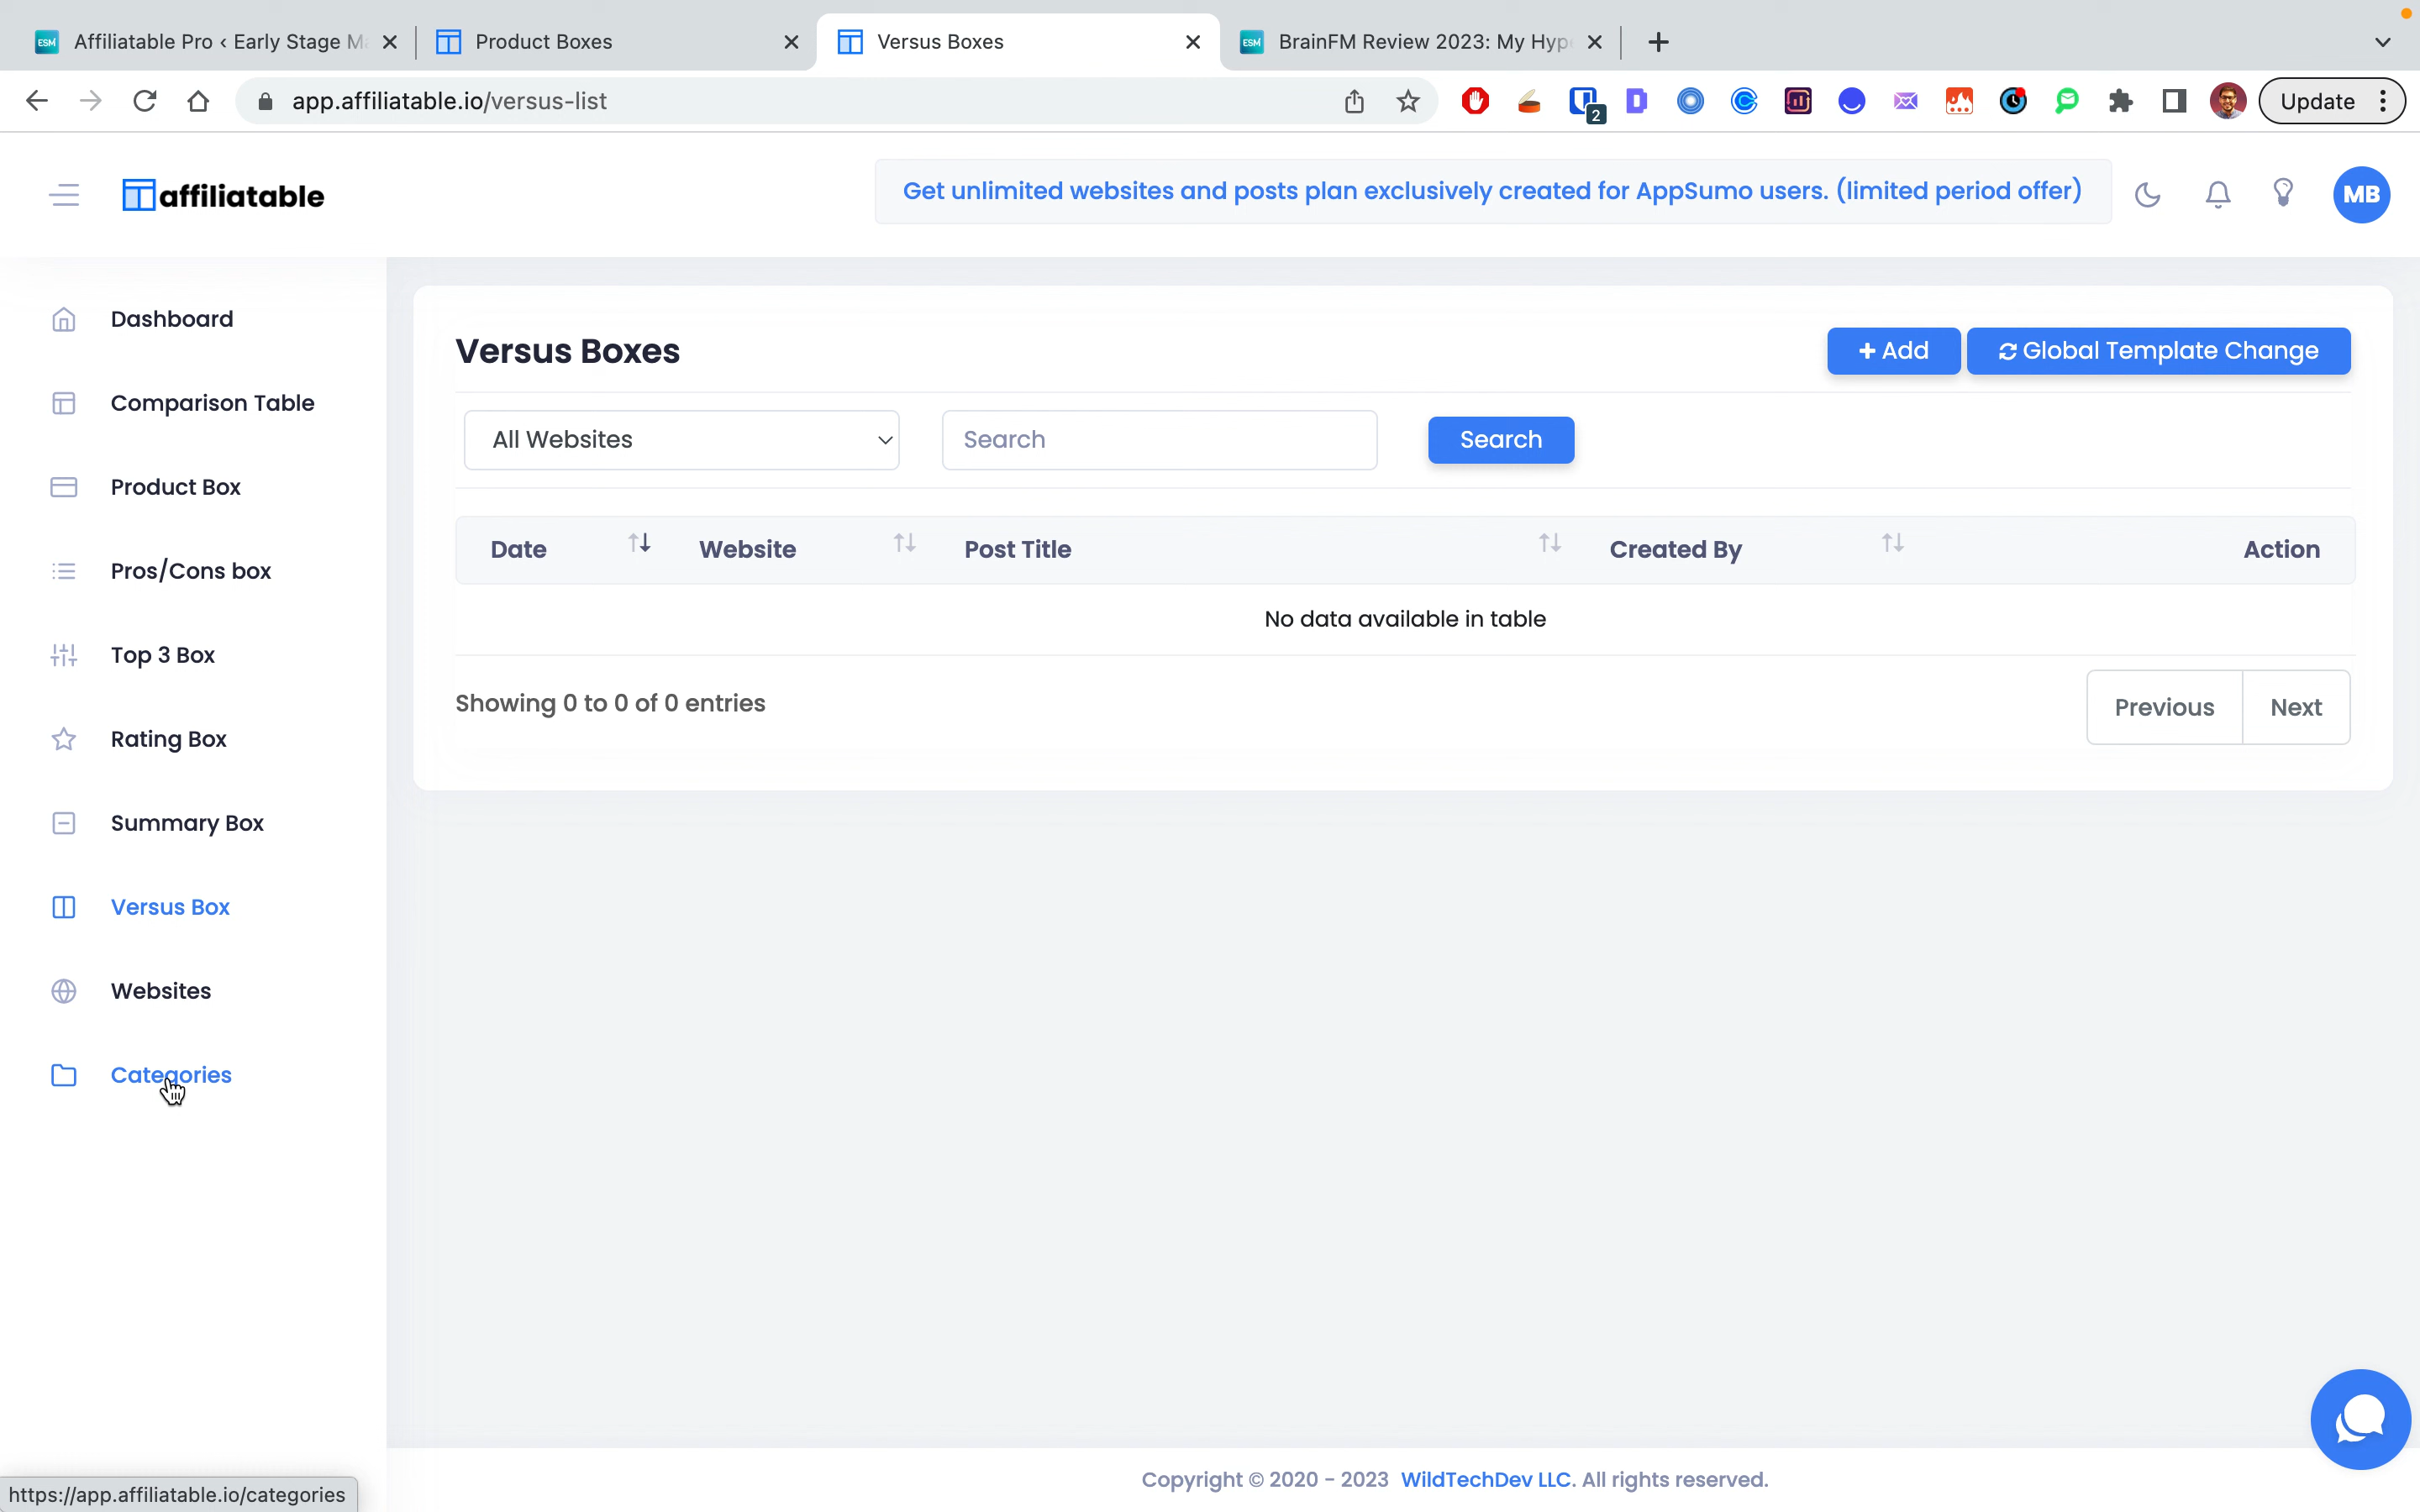 ESM Affiliatable Pro ‹ Early Stage Ma
Product Boxes
Versus Boxes
ESM BrainFM Review 2023: My Hype
app.affiliatable.io/versus-list
2
Update
affiliatable
Get unlimited websites and posts plan exclusively created for AppSumo users. (limited period offer)
MB
Dashboard
Comparison Table
Product Box
Pros/Cons box
Top 3 Box
Rating Box
Summary Box
Versus Box
Websites
Categories
Versus Boxes
+ Add
Global Template Change
All Websites
Search
Search
Date Website Post Title Created By Action
No data available in table
Showing 0 to 0 of 0 entries
Previous Next
Copyright © 2020 - 2023 WildTechDev LLC. All rights reserved.
https://app.affiliatable.io/categories